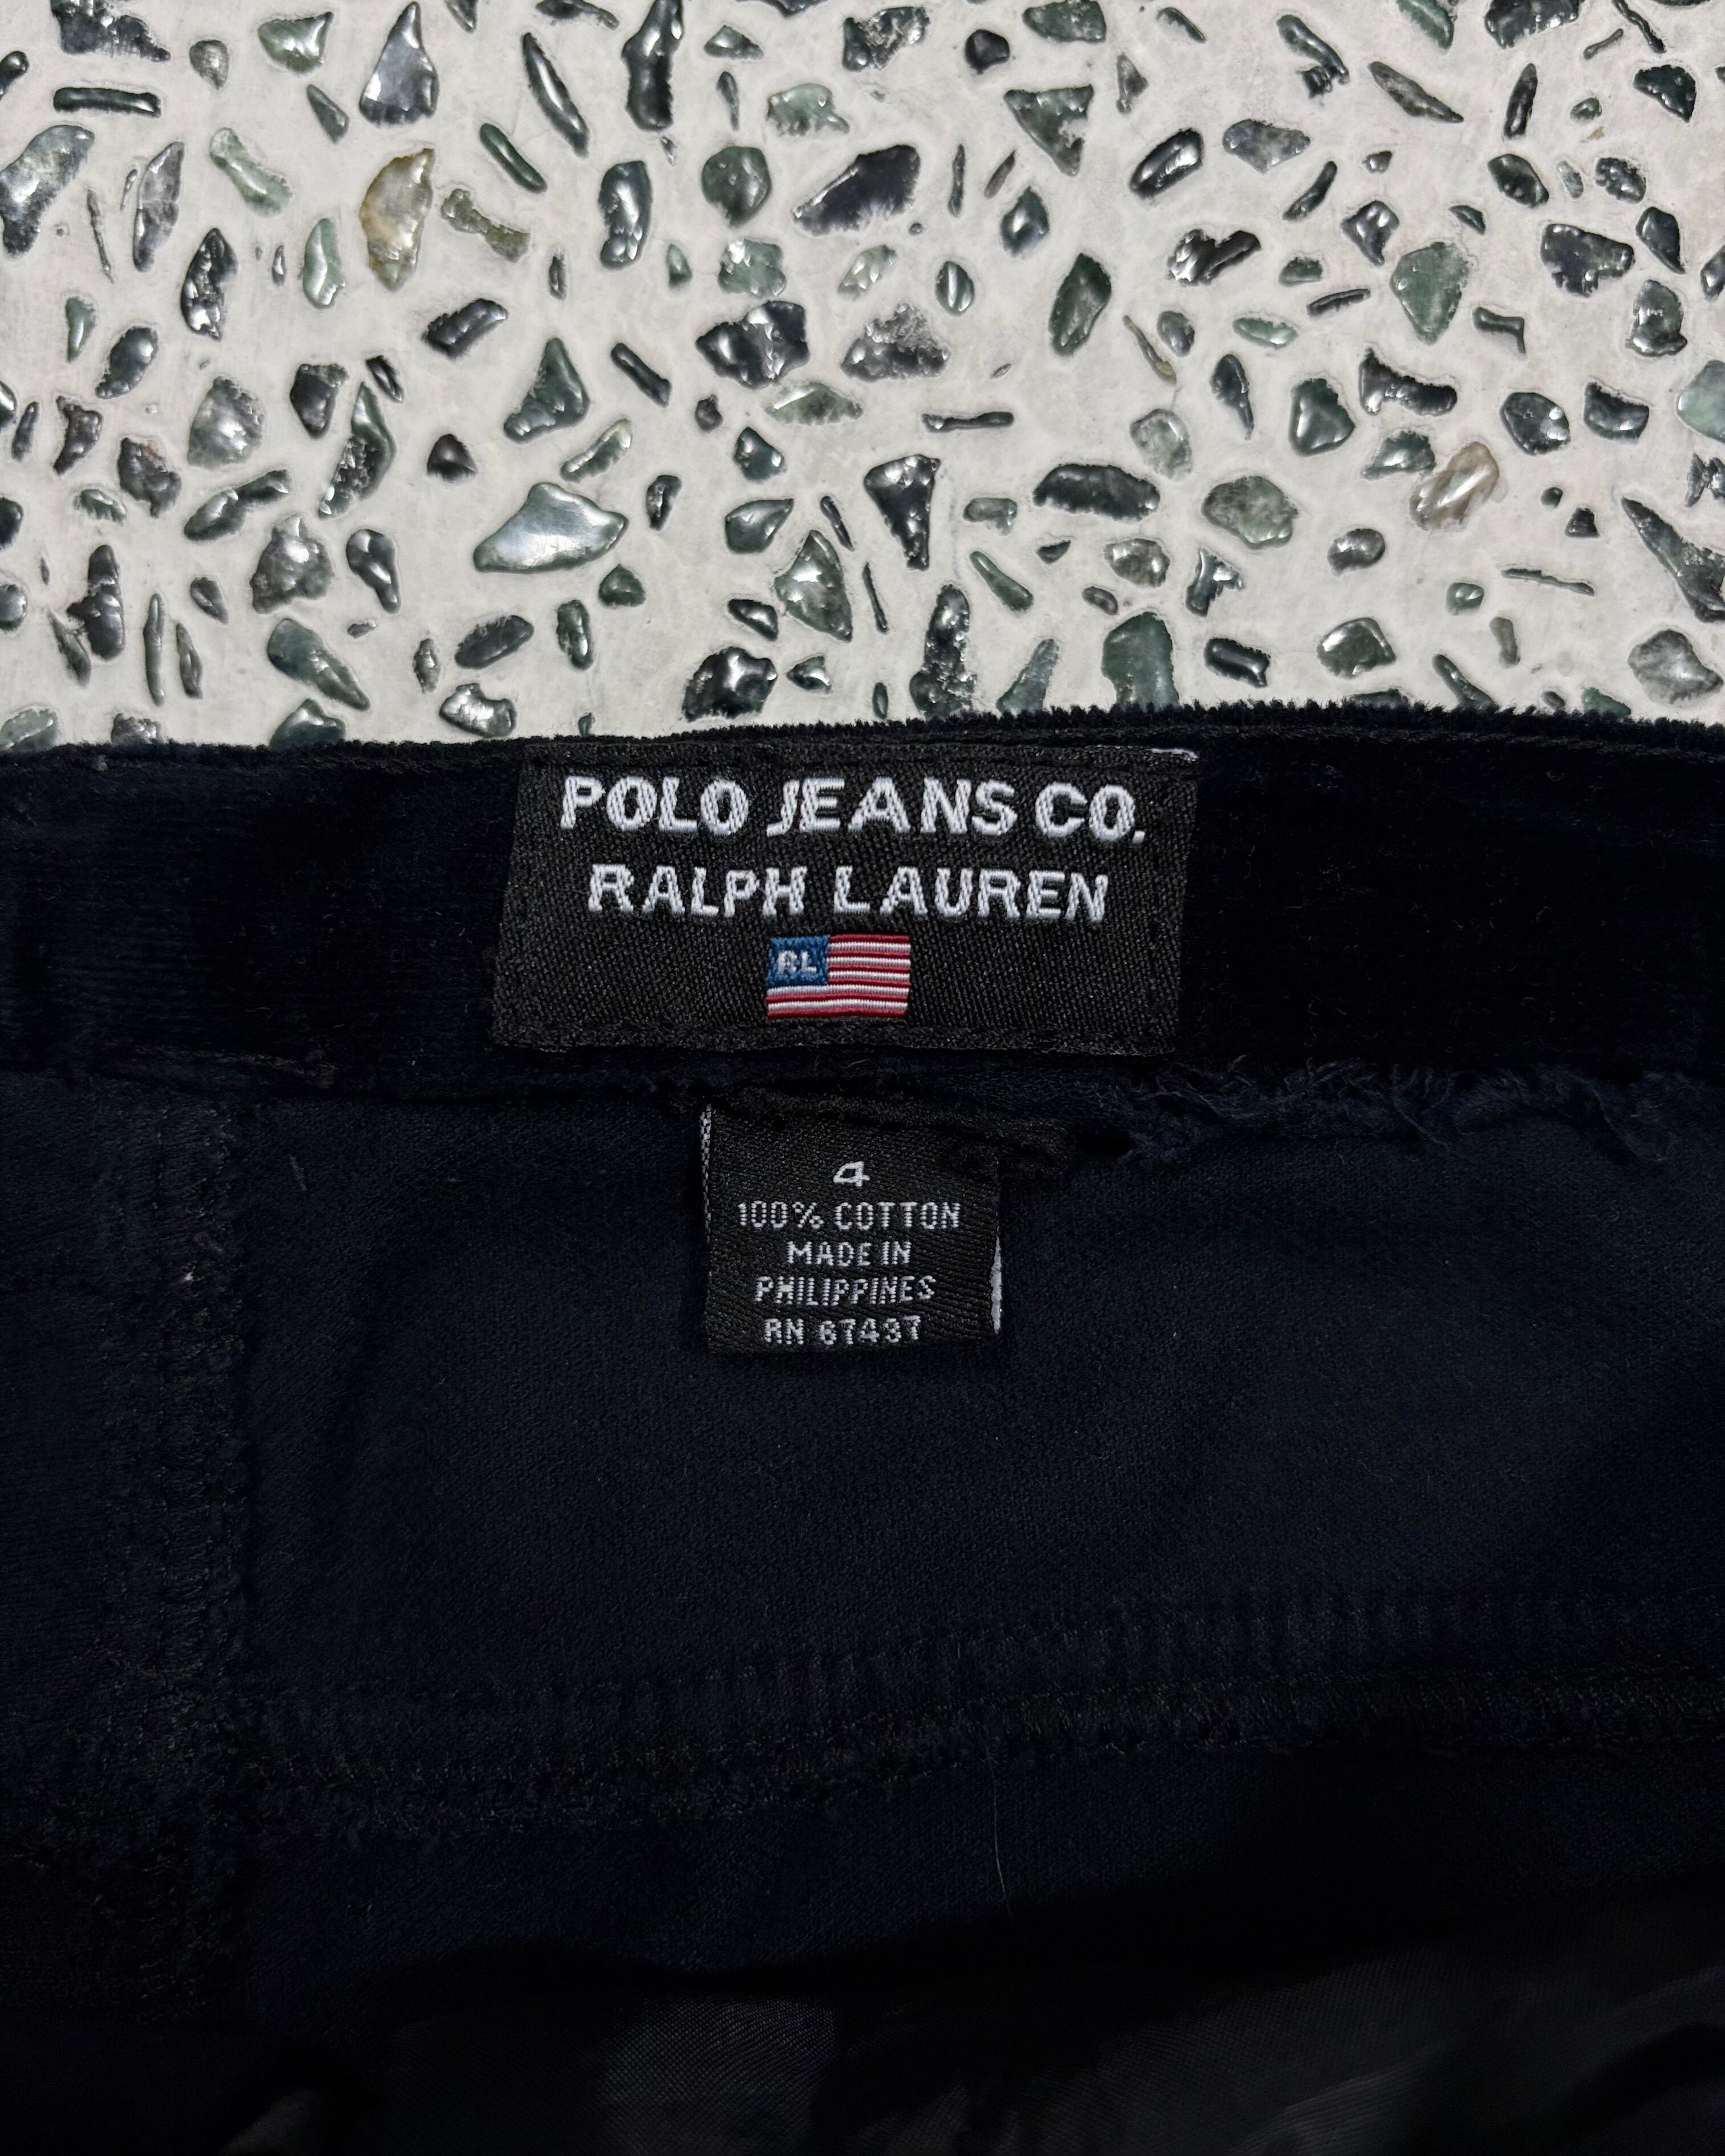 POLO JEANS CO.
RALPH LAUREN
RL
4
100% COTTON
MADE IN
PHILIPPINES
RN 67437